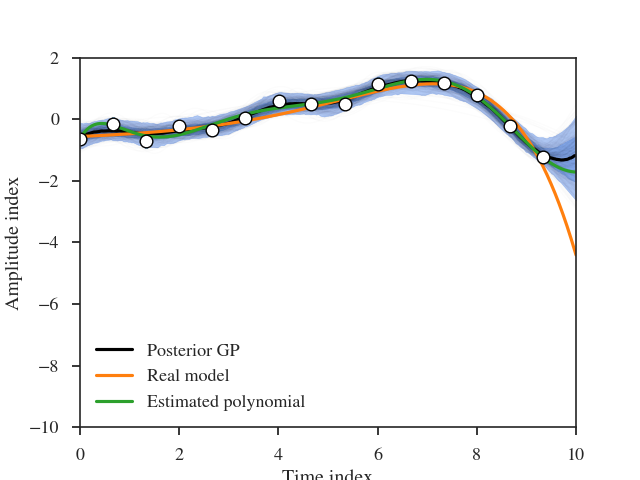 2
0
−2
−4
−6
−8
−10
Amplitude index
Posterior GP
Real model
Estimated polynomial
0 2 4 6 8 10
Time index